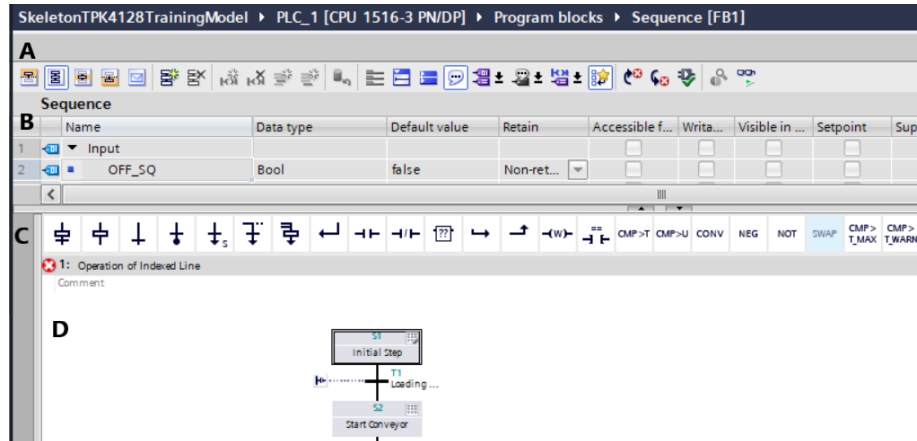 SkeletonTPK4128TrainingModel ▸ PLC_1 [CPU 1516-3 PN/DP] ▸ Program blocks ▸ Sequence [FB1]
A
Sequence
B
Name Data type Default value Retain Accessible f... Writa... Visible in ... Setpoint Sup
1 Input
2 OFF_SQ Bool false Non-ret...
C
S ?? (W) == CMP>T CMP>U CONV NEG NOT SWAP CMP> T_MAX CMP> T_WARN
1: Operation of Indexed Line
Comment
D
S1
Initial Step
T1
Loading ...
S2
Start Conveyor